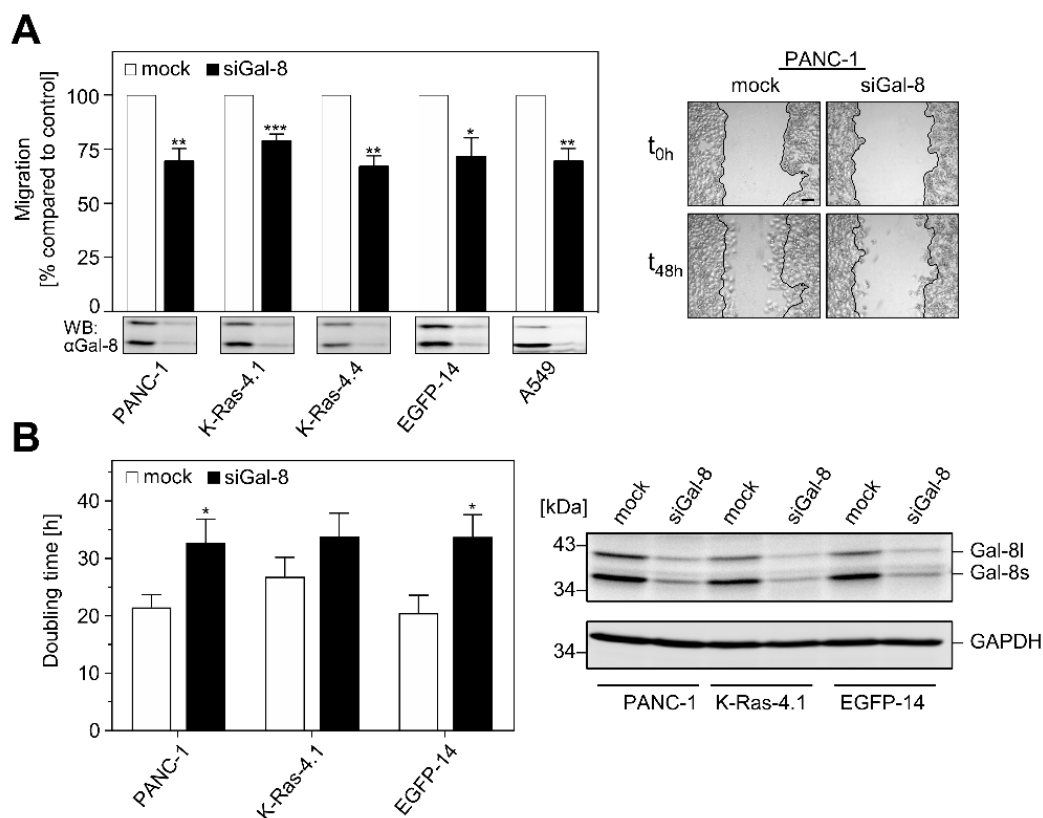 A
mock siGal-8
100
75
50
25
0
Migration
[% compared to control]
** *** ** * **
WB:
αGal-8
PANC-1
K-Ras-4.1
K-Ras-4.4
EGFP-14
A549
PANC-1
mock siGal-8
t0h
t48h
B
mock siGal-8
40
30
20
10
0
Doubling time [h]
* *
PANC-1
K-Ras-4.1
EGFP-14
[kDa] mock siGal-8 mock siGal-8 mock siGal-8
43
34
Gal-8l
Gal-8s
34
GAPDH
PANC-1 K-Ras-4.1 EGFP-14